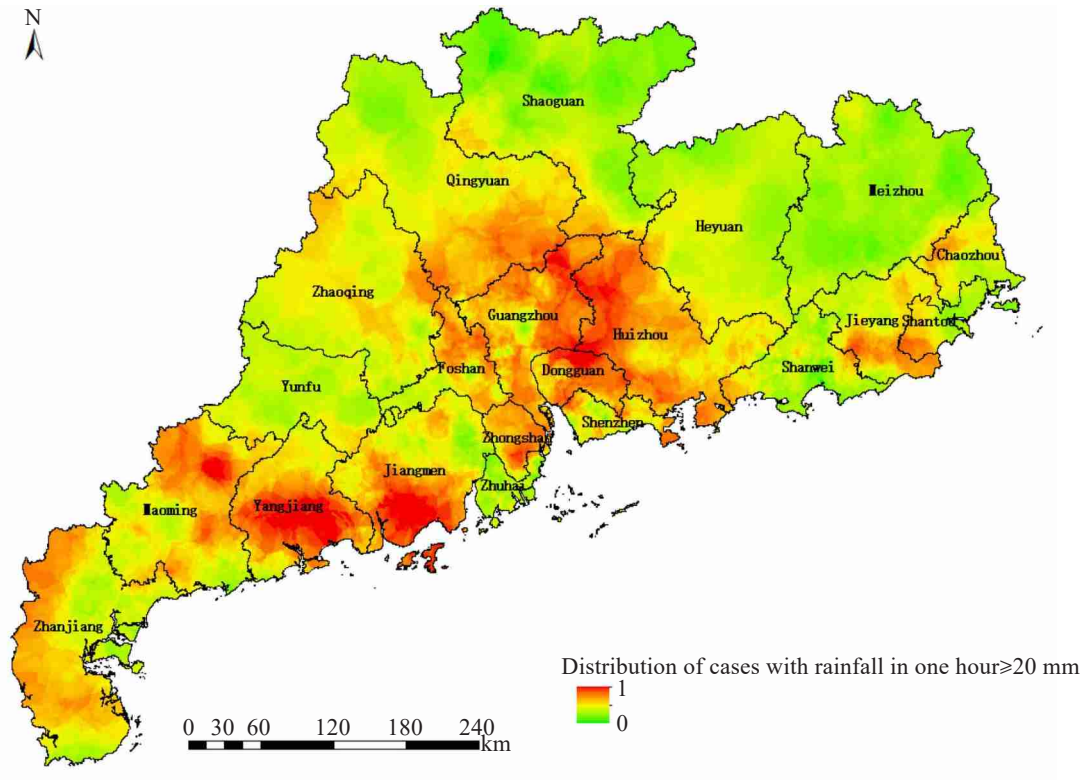 N
Shaoguan
Qingyuan
Meizhou
Heyuan
Chaozhou
Zhaoqing
Guangzhou
Jieyang
Shantou
Huizhou
Foshan
Dongguan
Shanwei
Yunfu
Shenzhen
Zhongshan
Jiangmen
Zhuhai
Yangjiang
Maoming
Zhanjiang
Distribution of cases with rainfall in one hour≥20 mm
1
0
0 30 60 120 180 240
km